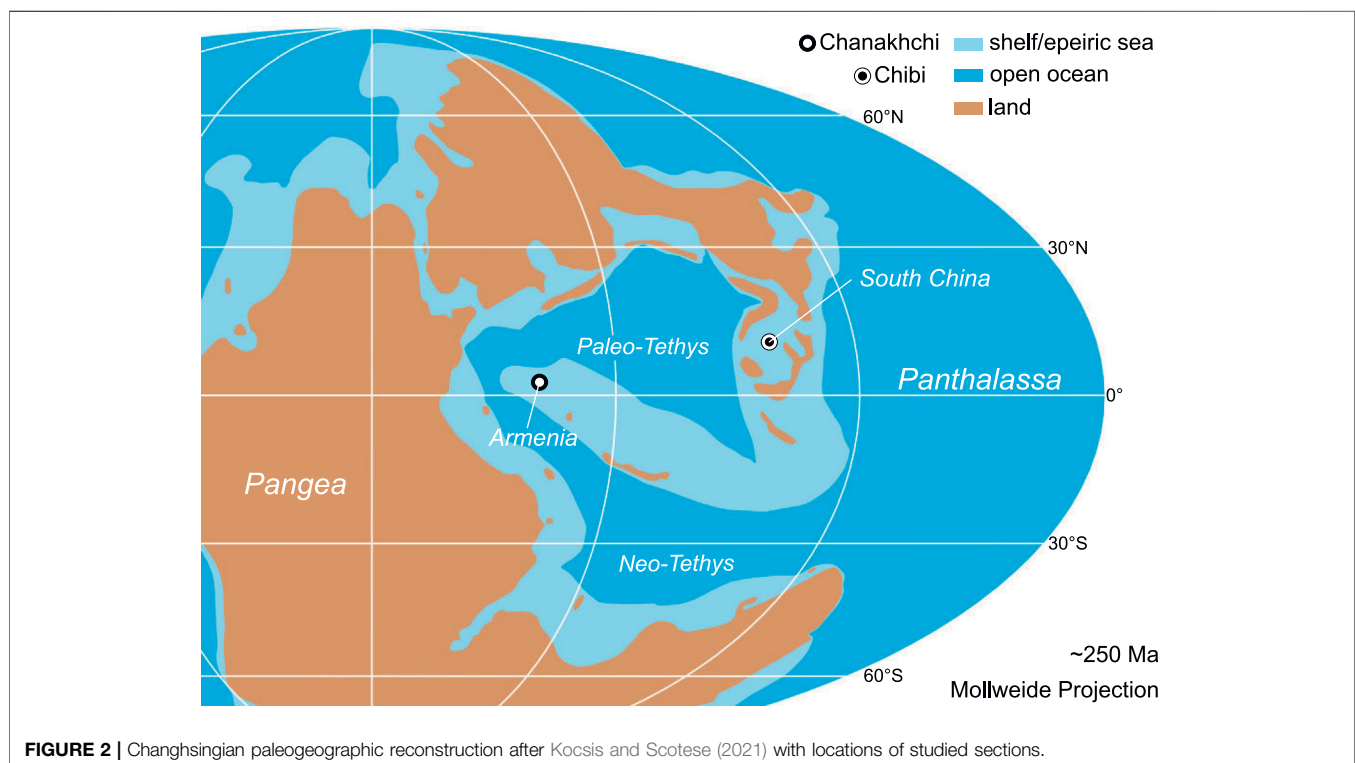 Chanakhchi
shelf/epeiric sea
Chibi
open ocean
land
60°N
30°N
South China
Paleo-Tethys
Panthalassa
0°
Armenia
Pangea
30°S
Neo-Tethys
~250 Ma
60°S
Mollweide Projection
FIGURE 2 | Changhsingian paleogeographic reconstruction after Kocsis and Scotese (2021) with locations of studied sections.